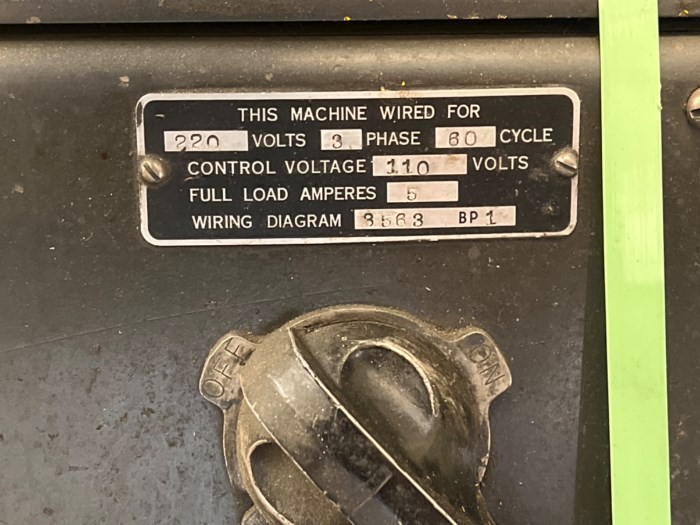 THIS MACHINE WIRED FOR
220 VOLTS 3 PHASE 60 CYCLE
CONTROL VOLTAGE 110 VOLTS
FULL LOAD AMPERES 5
WIRING DIAGRAM 8563 BP1
OFF ON